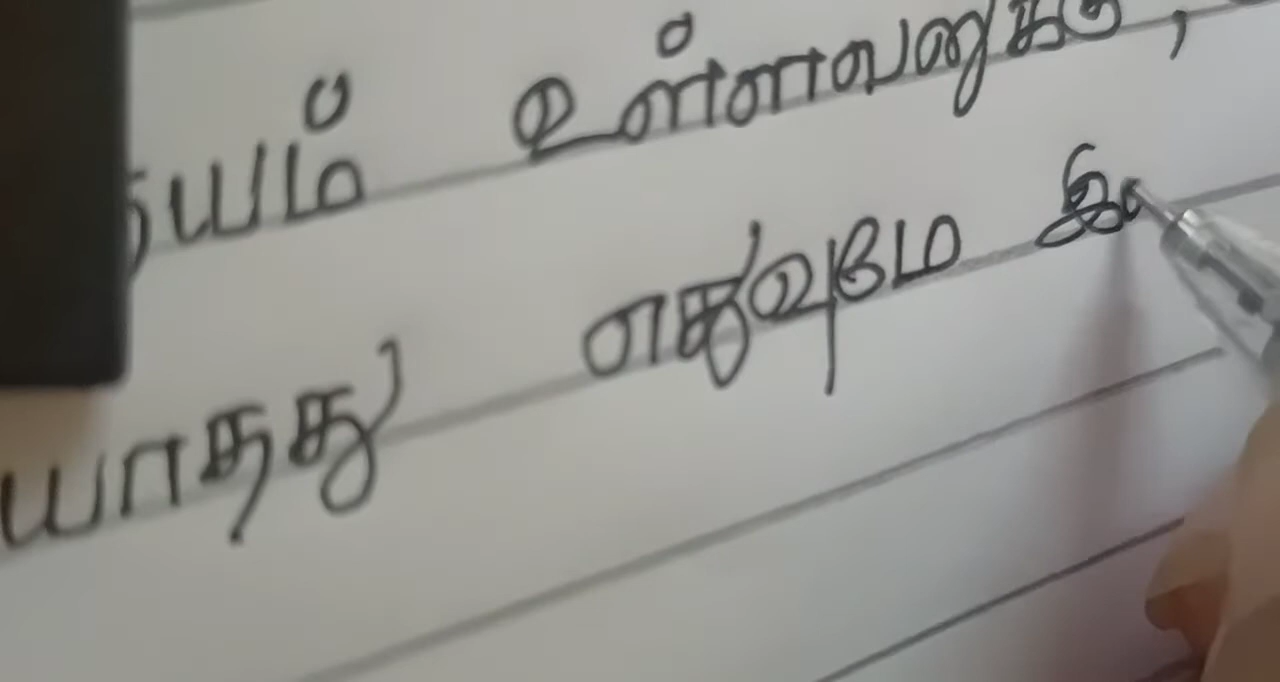 யம் உள்ளவனுக்கு,
யாதது எதுவுமே இ